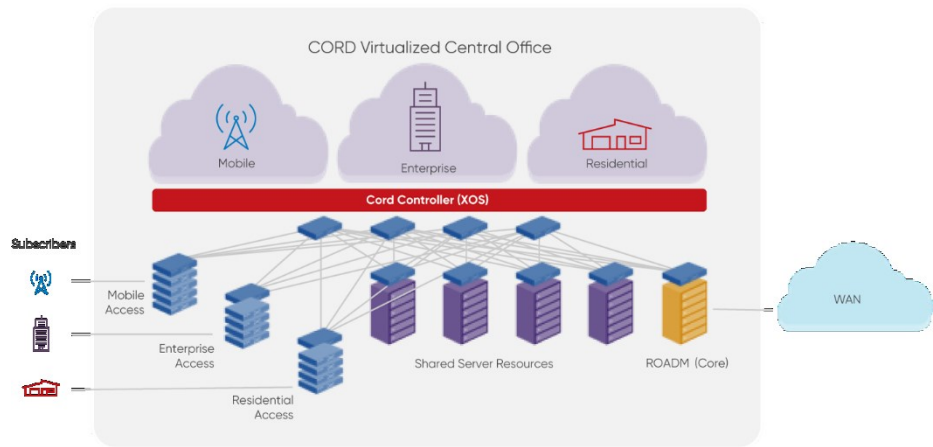 CORD Virtualized Central Office
Mobile
Enterprise
Residential
Cord Controller (XOS)
Subscribers
Mobile
Access
Enterprise
Access
Residential
Access
Shared Server Resources
ROADM (Core)
WAN